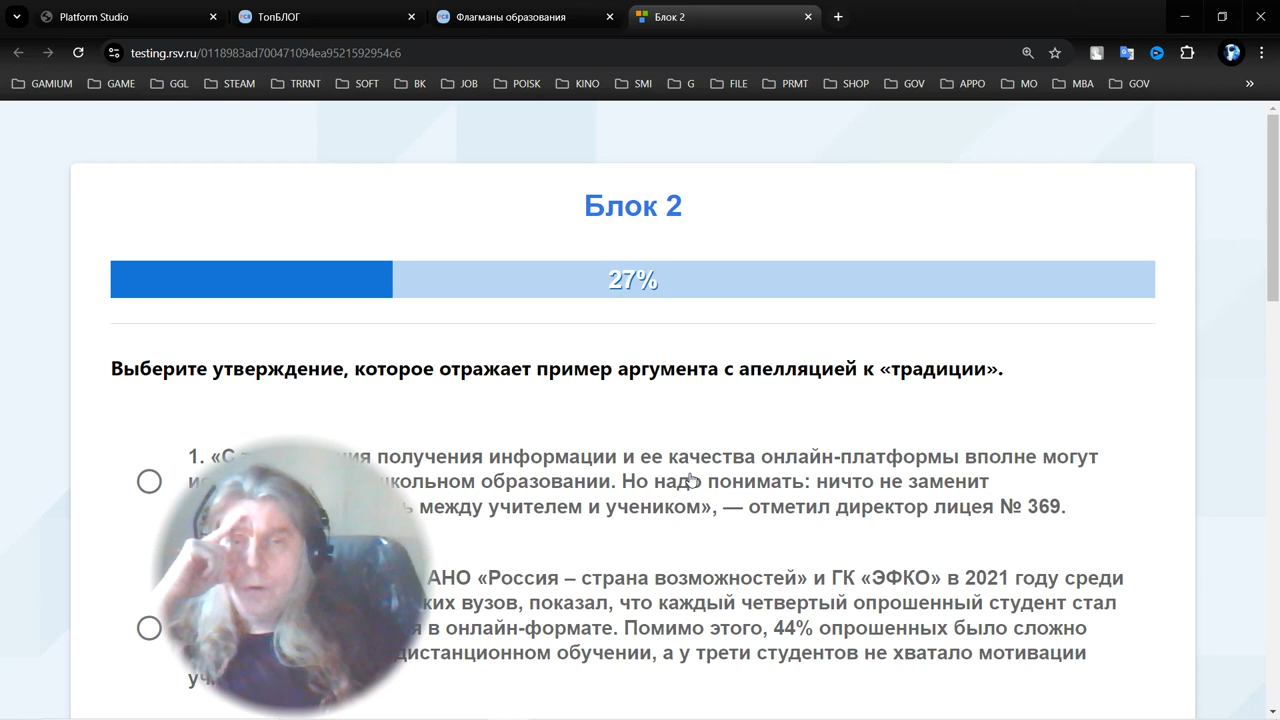 Platform Studio
ТопБЛОГ
Флагманы образования
Блок 2
testing.rsv.ru/0118983ad700471094ea9521592954c6
GAMIUM GAME GGL STEAM TRRNT SOFT BK JOB POISK KINO SMI G FILE PRMT SHOP GOV APPO MO MBA GOV
Блок 2
27%
Выберите утверждение, которое отражает пример аргумента с апелляцией к «традиции».
1. «С получения информации и ее качества онлайн-платформы вполне могут
школьном образовании. Но надо понимать: ничто не заменит
между учителем и учеником», — отметил директор лицея № 369.
АНО «Россия – страна возможностей» и ГК «ЭФКО» в 2021 году среди
вузов, показал, что каждый четвертый опрошенный студент стал
в онлайн-формате. Помимо этого, 44% опрошенных было сложно
дистанционном обучении, а у трети студентов не хватало мотивации